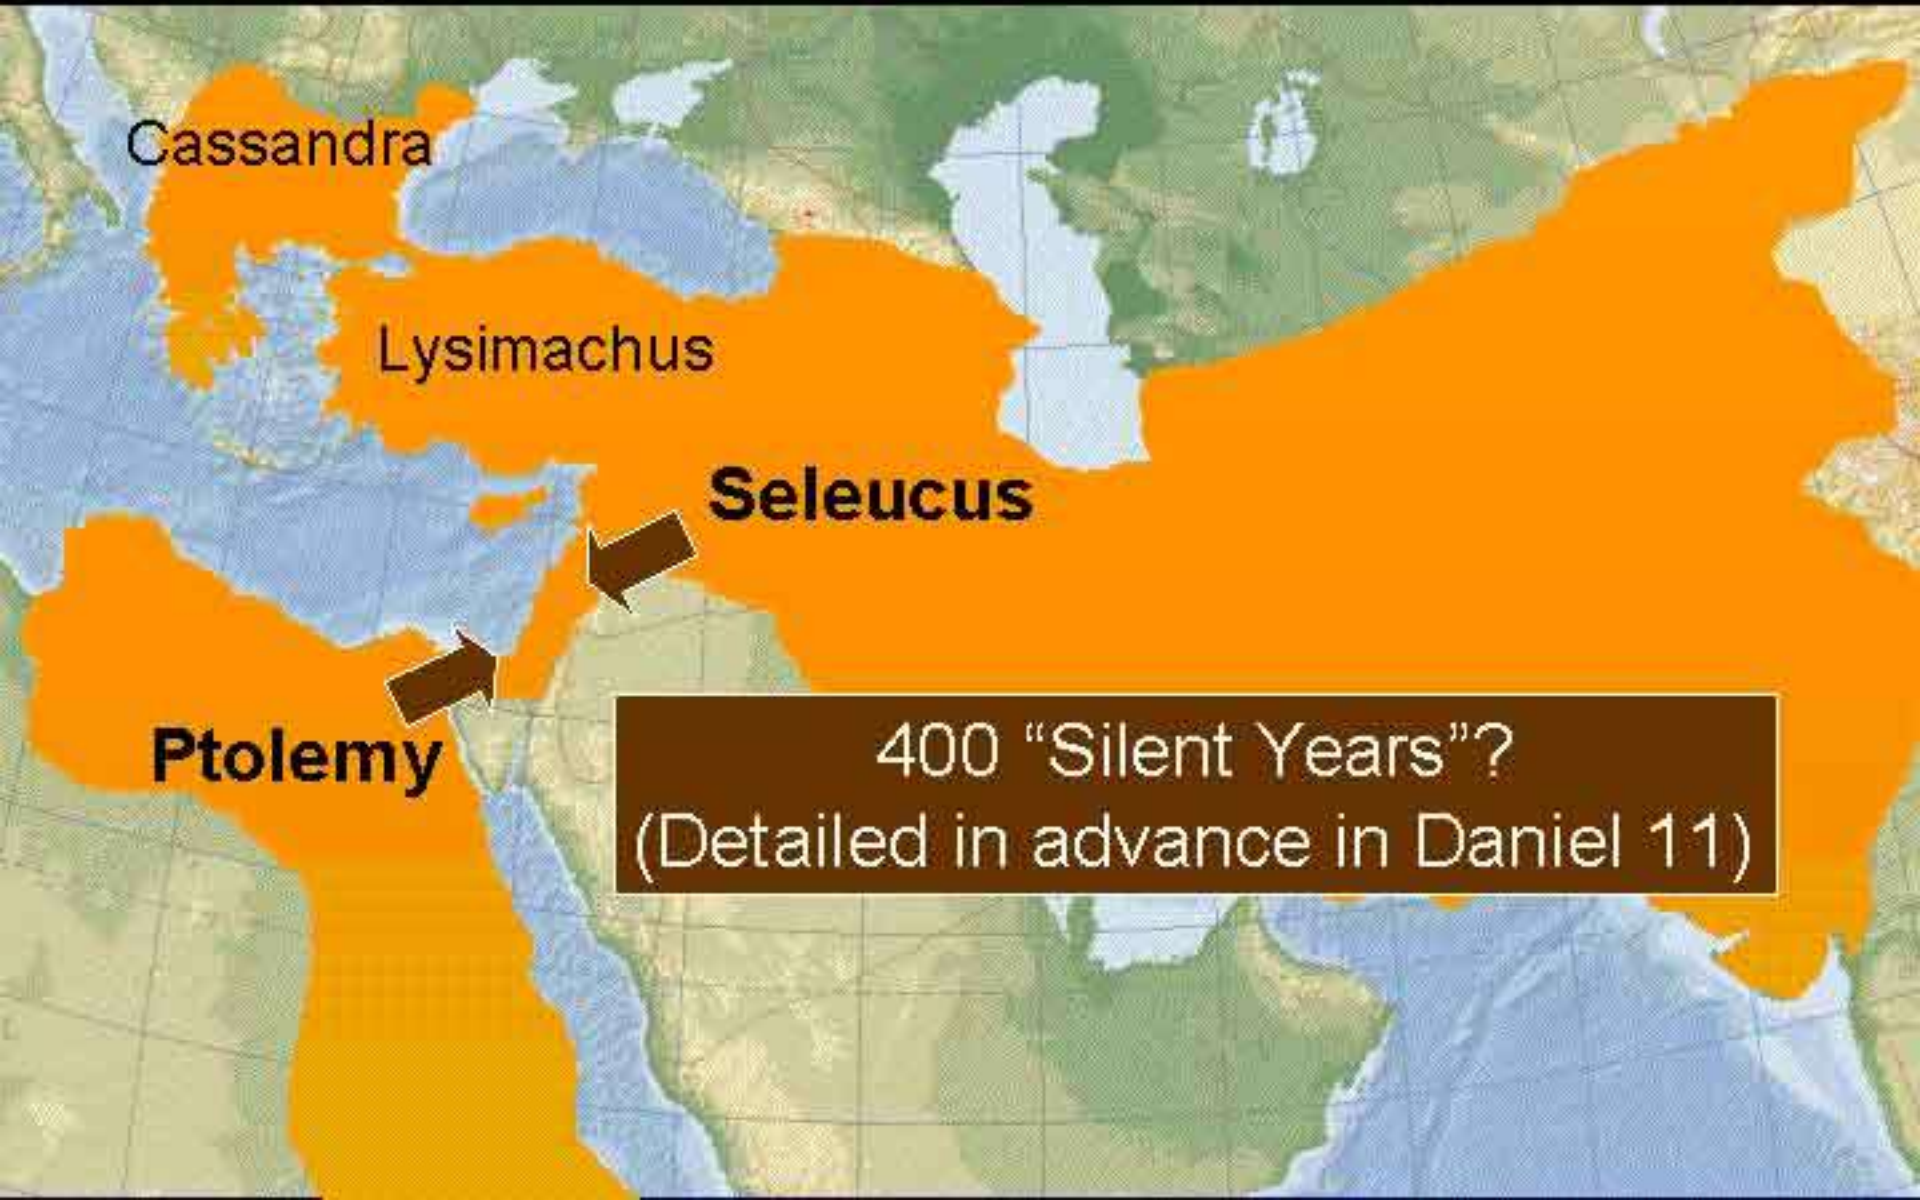 Cassandra
Lysimachus
Seleucus
Ptolemy
400 “Silent Years”?
(Detailed in advance in Daniel 11)